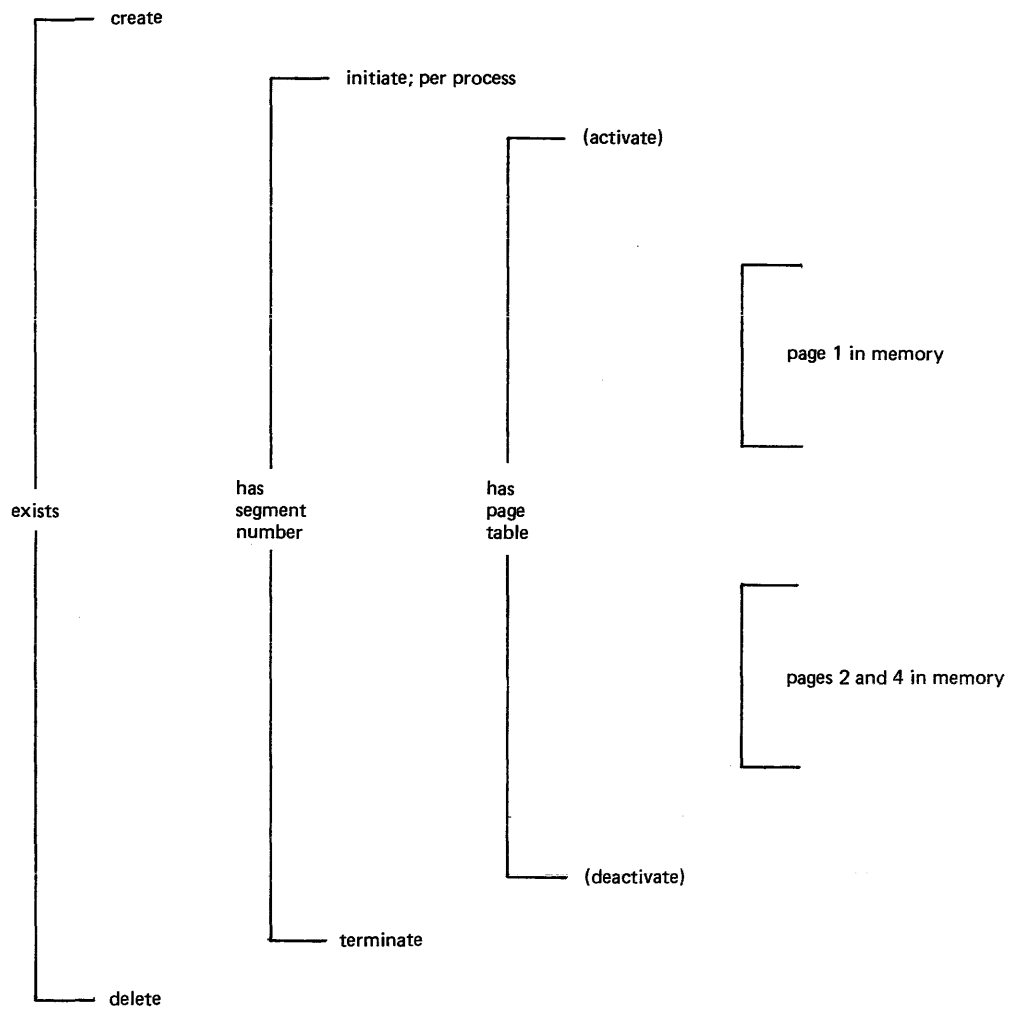 create
initiate; per process
(activate)
page 1 in memory
exists
has
segment
number
has
page
table
pages 2 and 4 in memory
(deactivate)
terminate
delete